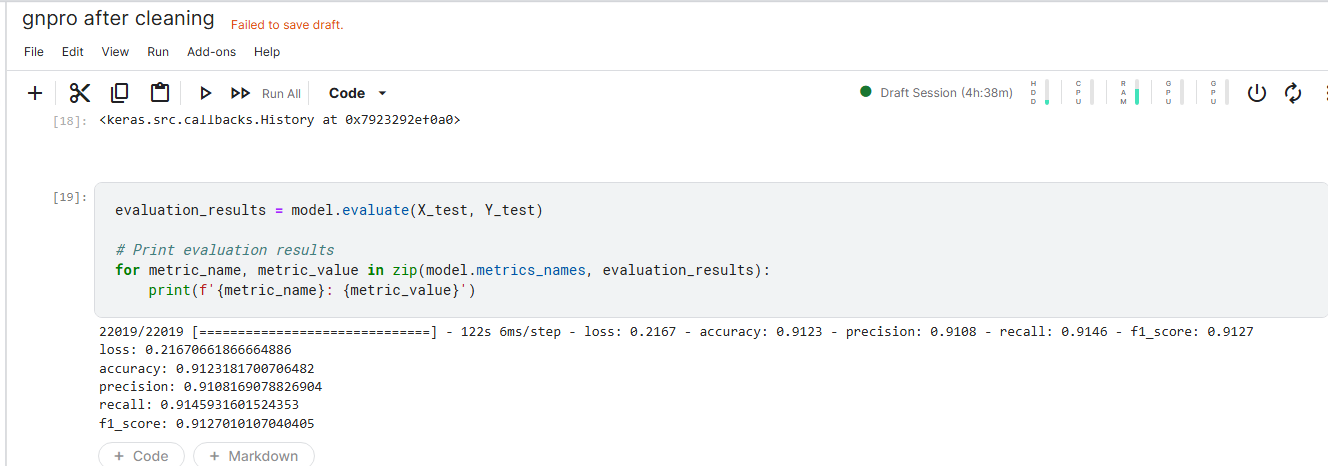 gnpro after cleaning Failed to save draft.
File Edit View Run Add-ons Help
Run All Code Draft Session (4h:38m) HDD CPU RAM GPU GPU
[18]: <keras.src.callbacks.History at 0x7923292ef0a0>
[19]:
evaluation_results = model.evaluate(X_test, Y_test)
# Print evaluation results
for metric_name, metric_value in zip(model.metrics_names, evaluation_results):
    print(f'{metric_name}: {metric_value}')
22019/22019 [==============================] - 122s 6ms/step - loss: 0.2167 - accuracy: 0.9123 - precision: 0.9108 - recall: 0.9146 - f1_score: 0.9127
loss: 0.21670661866664886
accuracy: 0.9123181700706482
precision: 0.9108169078826904
recall: 0.9145931601524353
f1_score: 0.9127010107040405
+ Code + Markdown